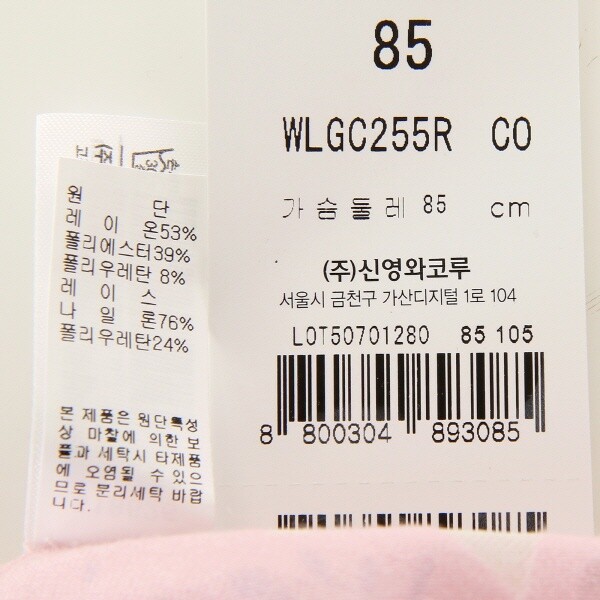 85
WLGC255R CO
가슴둘레 85 cm
(주)신영와코루
서울시 금천구 가산디지털 1로 104
LOT50701280 85 105
8 800304 893085
원 단
레 이 온53%
폴리에스터39%
폴리우레탄 8%
레 이 스
나 일 론76%
폴리우레탄24%
본 제품은 원단특성
상 마찰에 의한 보
풀과 세탁시 타제품
에 오염될 수 있으
므로 분리세탁 바랍
니다.